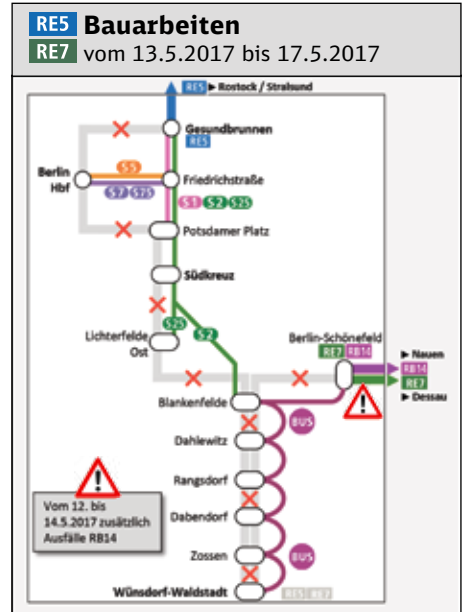 RE5 Bauarbeiten
RE7 vom 13.5.2017 bis 17.5.2017
RE5 ▸ Rostock / Stralsund
Gesundbrunnen
RE5
Berlin
Hbf
S5
S7 S75
Friedrichstraße
S1 S2 S25
Potsdamer Platz
Südkreuz
S25
S2
Lichterfelde
Ost
Berlin-Schönefeld
RE7 RB14
▸ Nauen
RB14
RE7
▸ Dessau
!
Blankenfelde
BUS
Dahlewitz
Rangsdorf
Dabendorf
!
Vom 12. bis
14.5.2017 zusätzlich
Ausfälle RB14
Zossen
BUS
Wünsdorf-Waldstadt
RE5 RE7